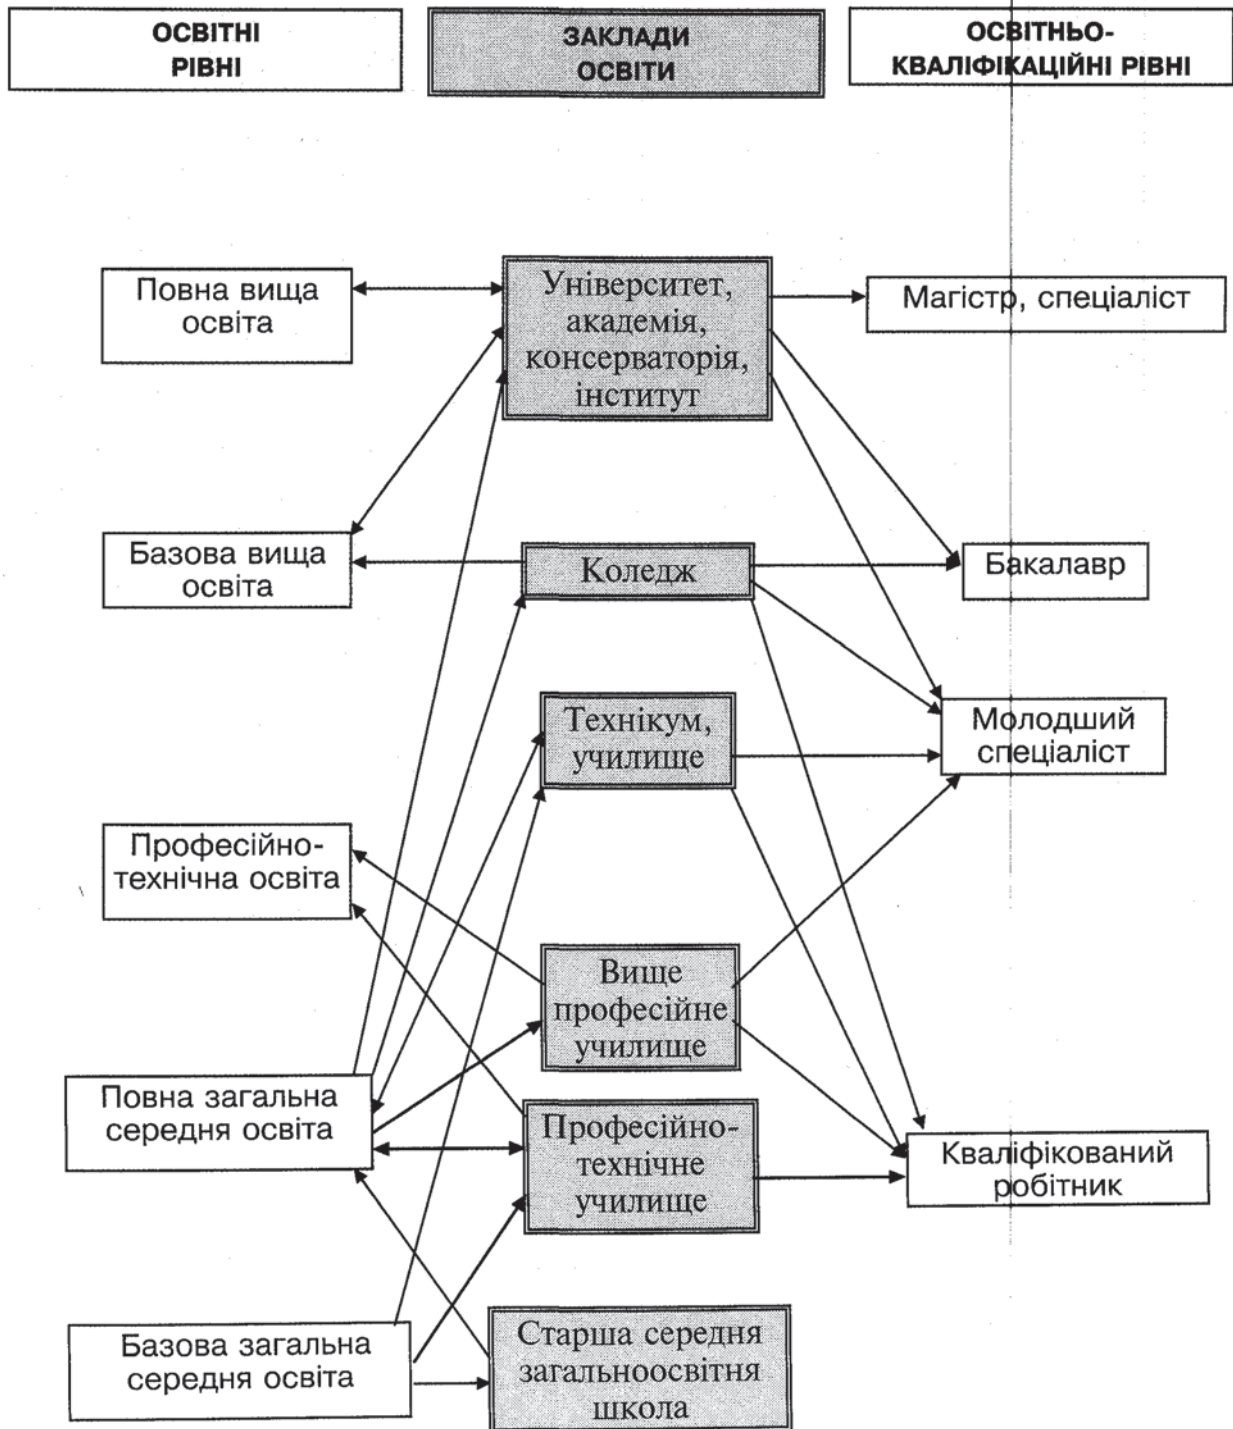 ОСВІТНІ
РІВНІ
ЗАКЛАДИ
ОСВІТИ
ОСВІТНЬО-
КВАЛІФІКАЦІЙНІ РІВНІ
Повна вища
освіта
Університет,
академія,
консерваторія,
інститут
Магістр, спеціаліст
Базова вища
освіта
Коледж
Бакалавр
Технікум,
училище
Молодший
спеціаліст
Професійно-
технічна освіта
Вище
професійне
училище
Повна загальна
середня освіта
Професійно-
технічне
училище
Кваліфікований
робітник
Базова загальна
середня освіта
Старша середня
загальноосвітня
школа